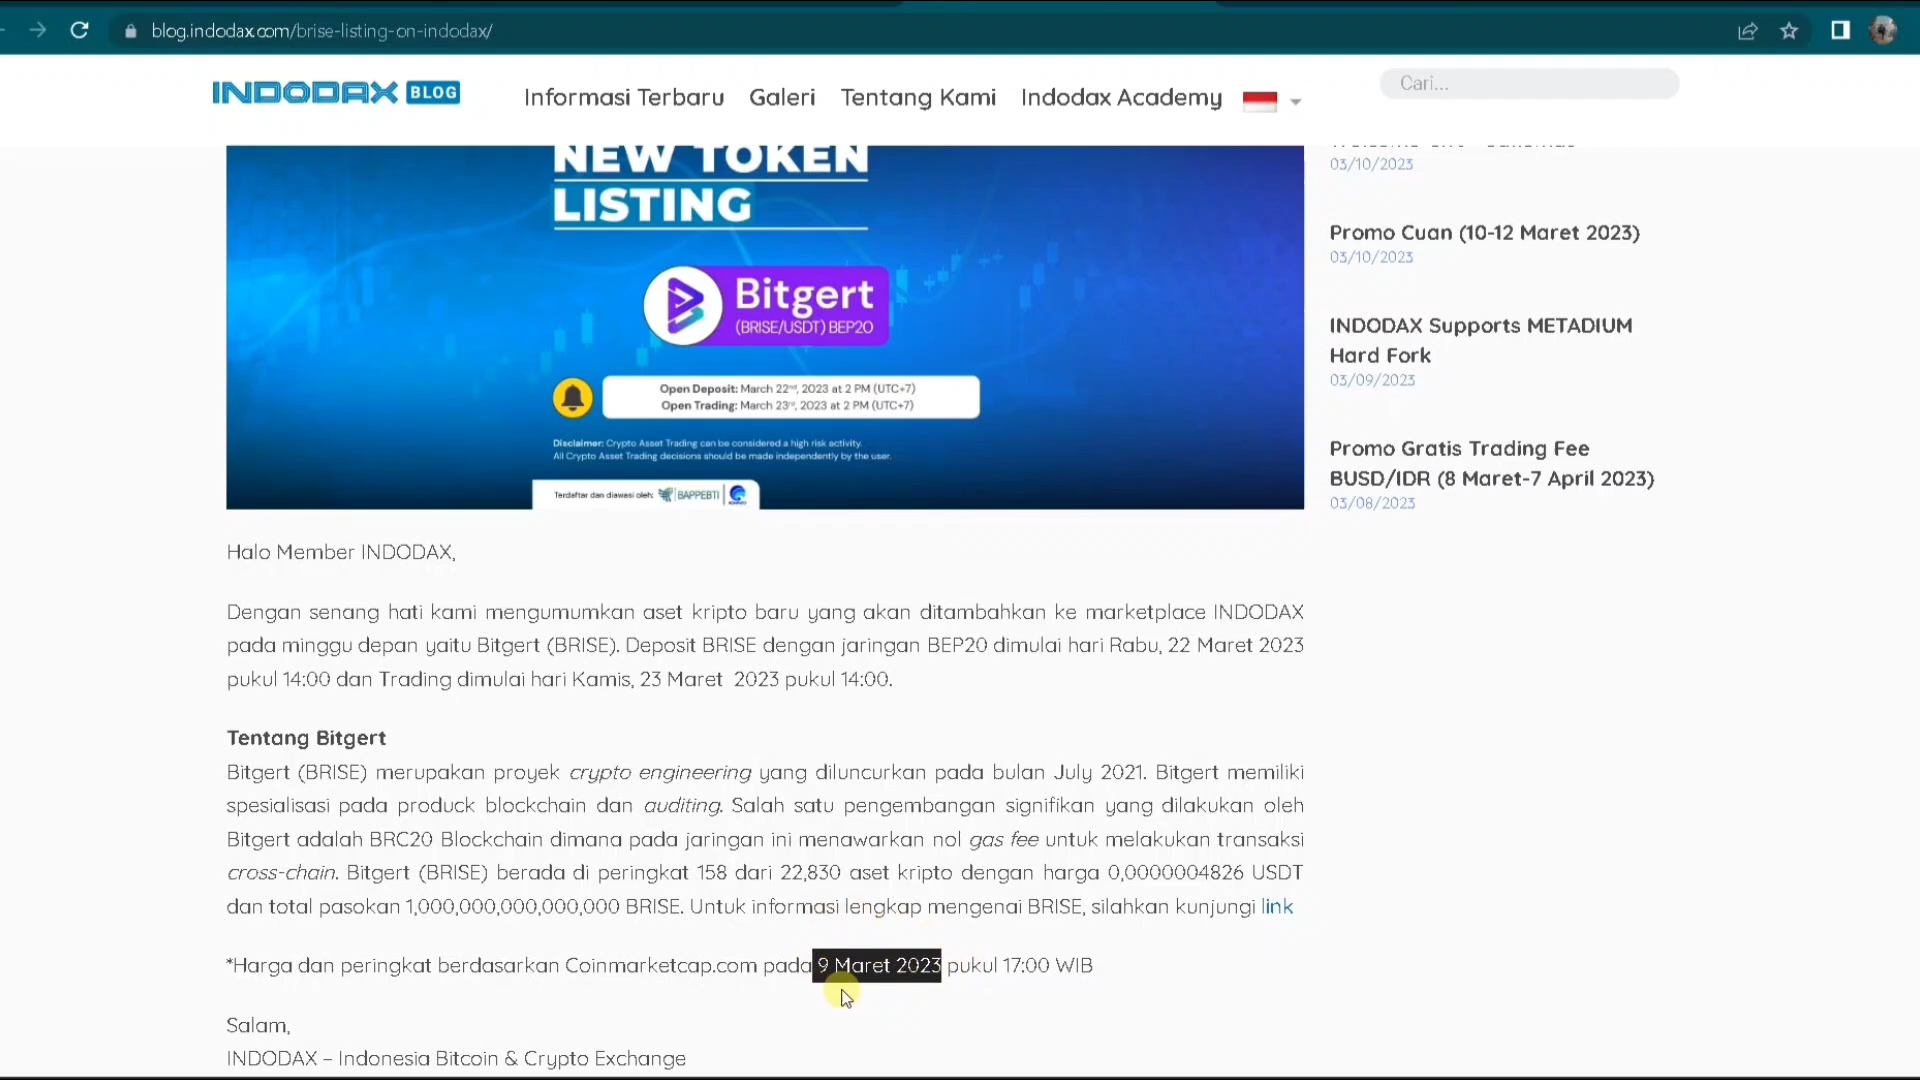 blog.indodax.com/brise-listing-on-indodax/
INDODAX BLOG
Informasi Terbaru Galeri Tentang Kami Indodax Academy
Cari...
NEW TOKEN
LISTING
Bitgert
(BRISE/USDT) BEP20
Open Deposit: March 22nd, 2023 at 2 PM (UTC+7)
Open Trading: March 23rd, 2023 at 2 PM (UTC+7)
Disclaimer: Crypto Asset Trading can be considered a high risk activity.
All Crypto Asset Trading decisions should be made independently by the user.
Terdaftar dan diawasi oleh: BAPPEBTI
03/10/2023
Promo Cuan (10-12 Maret 2023)
03/10/2023
INDODAX Supports METADIUM
Hard Fork
03/09/2023
Promo Gratis Trading Fee
BUSD/IDR (8 Maret-7 April 2023)
03/08/2023
Halo Member INDODAX,
Dengan senang hati kami mengumumkan aset kripto baru yang akan ditambahkan ke marketplace INDODAX
pada minggu depan yaitu Bitgert (BRISE). Deposit BRISE dengan jaringan BEP20 dimulai hari Rabu, 22 Maret 2023
pukul 14:00 dan Trading dimulai hari Kamis, 23 Maret 2023 pukul 14:00.
Tentang Bitgert
Bitgert (BRISE) merupakan proyek crypto engineering yang diluncurkan pada bulan July 2021. Bitgert memiliki
spesialisasi pada produck blockchain dan auditing. Salah satu pengembangan signifikan yang dilakukan oleh
Bitgert adalah BRC20 Blockchain dimana pada jaringan ini menawarkan nol gas fee untuk melakukan transaksi
cross-chain. Bitgert (BRISE) berada di peringkat 158 dari 22,830 aset kripto dengan harga 0,0000004826 USDT
dan total pasokan 1,000,000,000,000,000 BRISE. Untuk informasi lengkap mengenai BRISE, silahkan kunjungi link
*Harga dan peringkat berdasarkan Coinmarketcap.com pada 9 Maret 2023 pukul 17:00 WIB
Salam,
INDODAX – Indonesia Bitcoin & Crypto Exchange